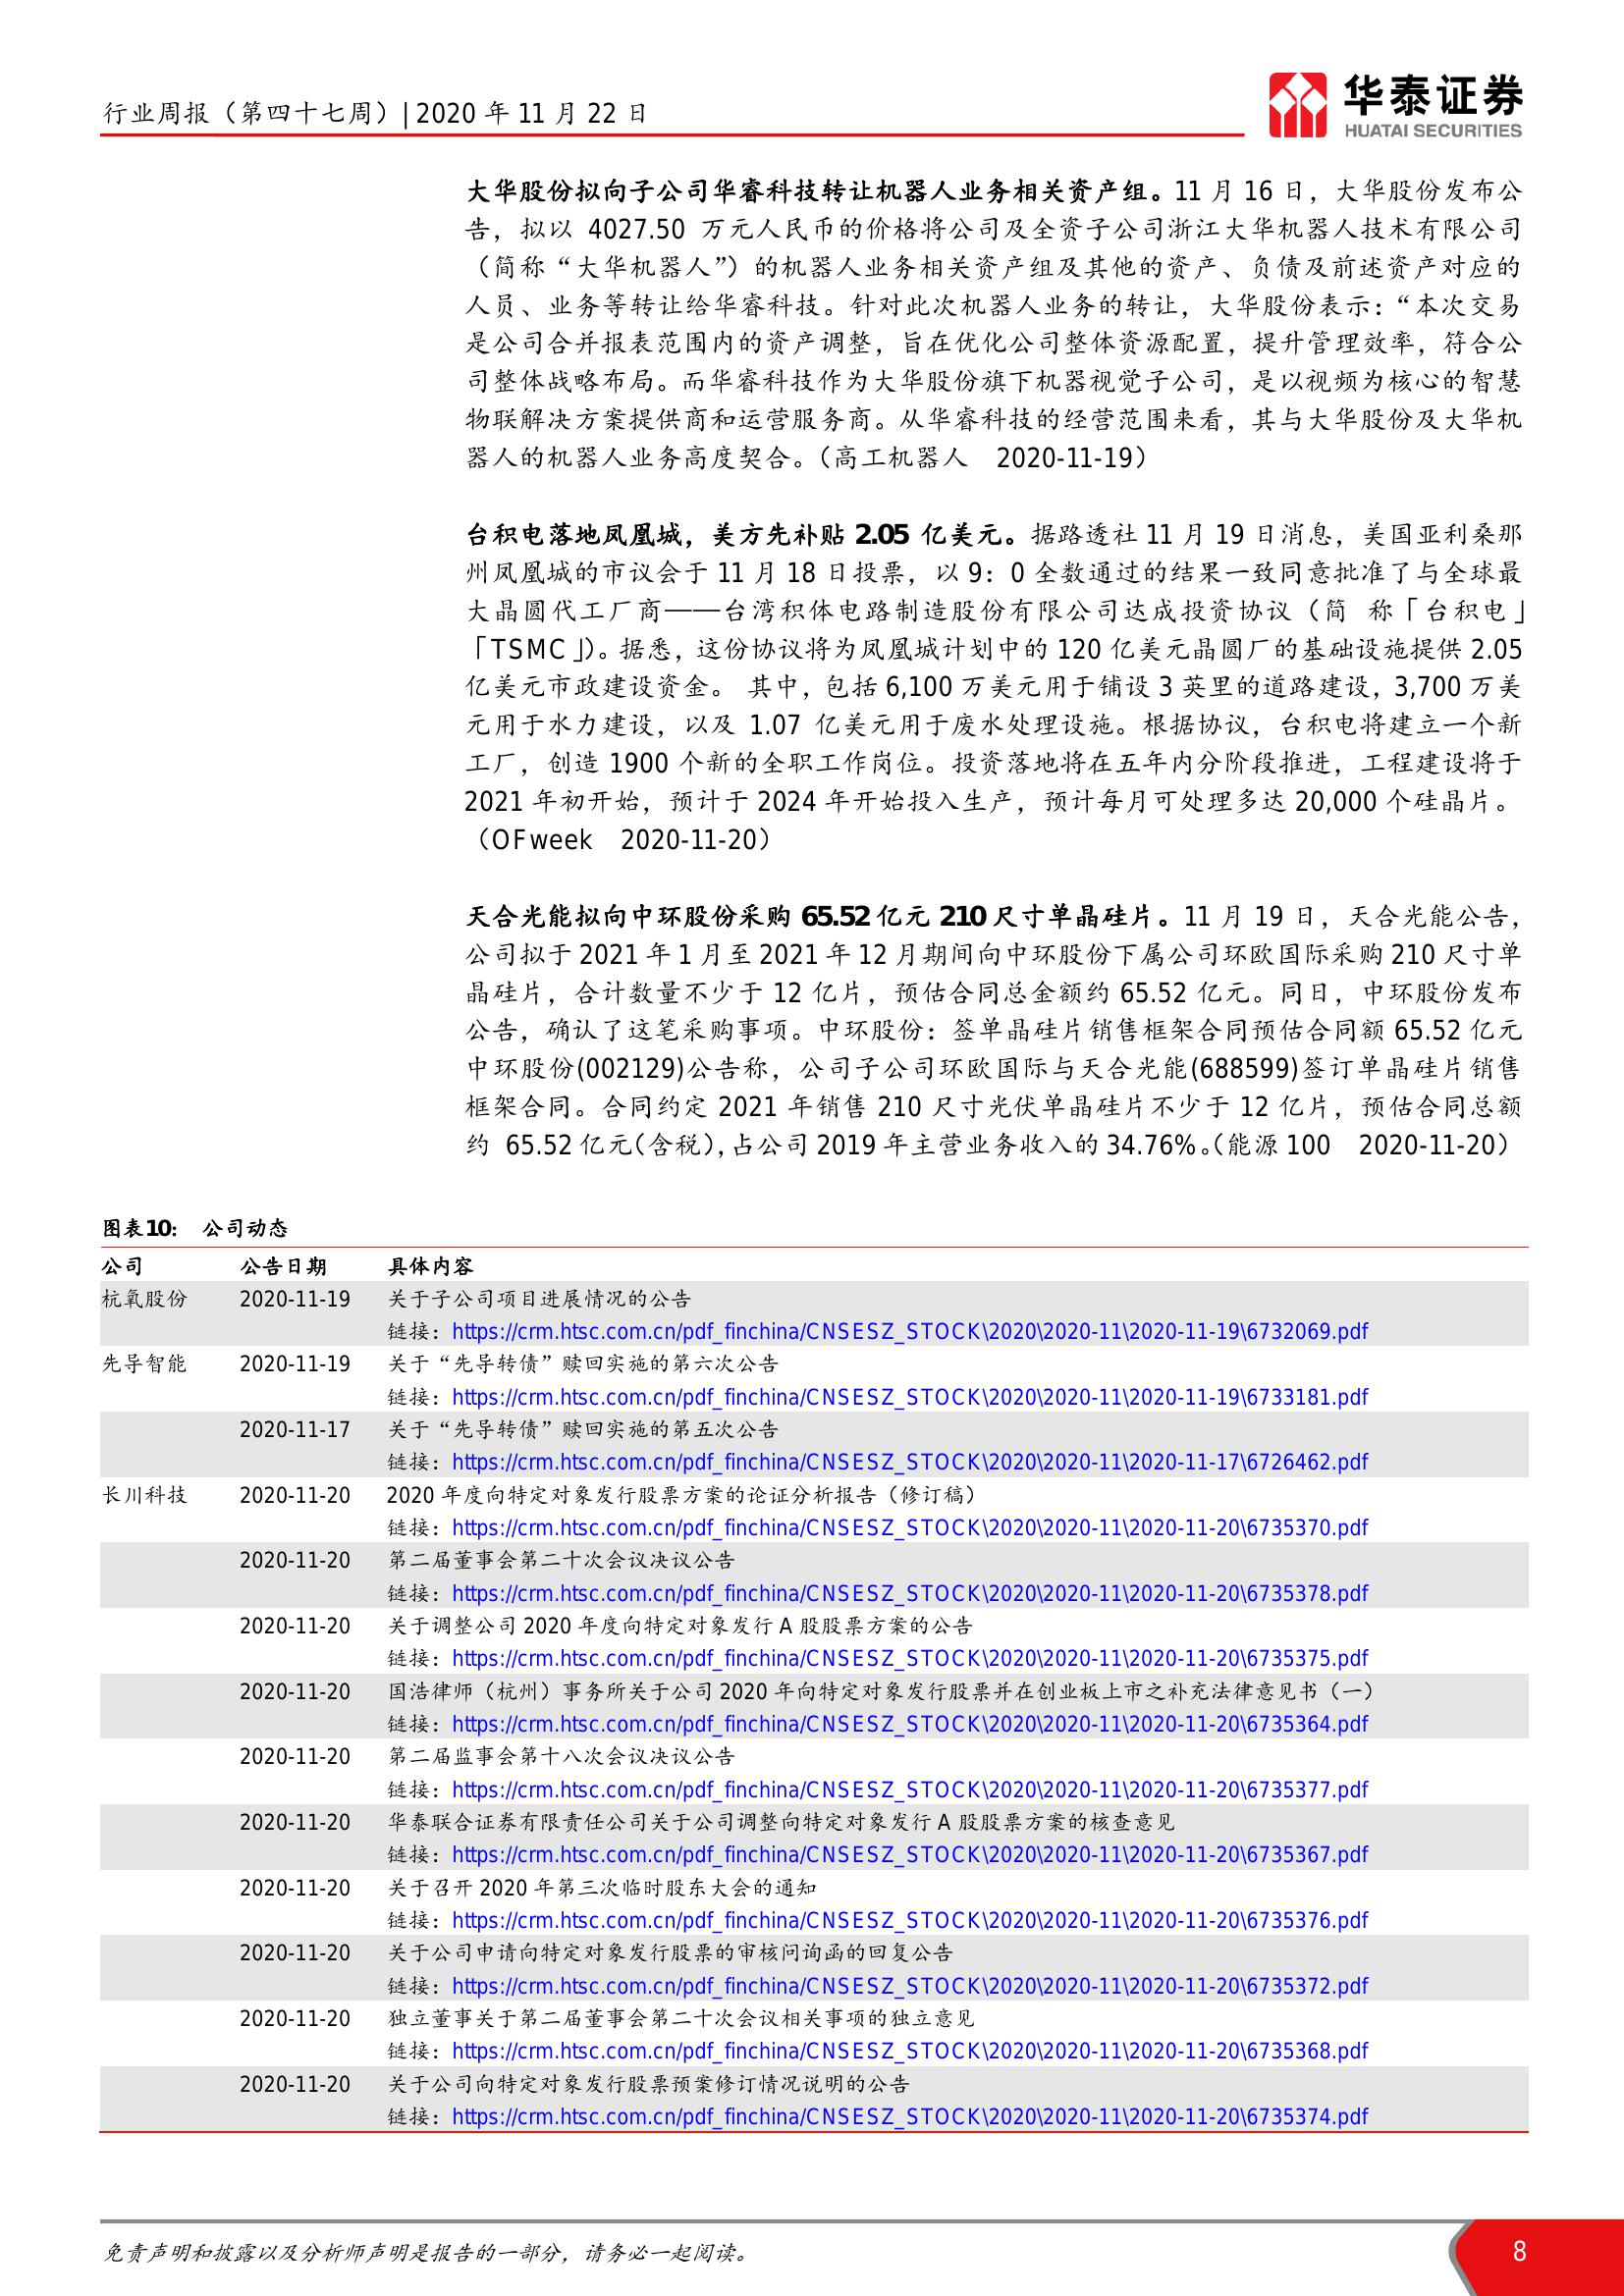 行业周报（第四十七周）| 2020 年 11 月 22 日
华泰证券
HUATAI SECURITIES
大华股份拟向子公司华睿科技转让机器人业务相关资产组。11 月 16 日，大华股份发布公
告，拟以 4027.50 万元人民币的价格将公司及全资子公司浙江大华机器人技术有限公司
（简称“大华机器人”）的机器人业务相关资产组及其他的资产、负债及前述资产对应的
人员、业务等转让给华睿科技。针对此次机器人业务的转让，大华股份表示：“本次交易
是公司合并报表范围内的资产调整，旨在优化公司整体资源配置，提升管理效率，符合公
司整体战略布局。而华睿科技作为大华股份旗下机器视觉子公司，是以视频为核心的智慧
物联解决方案提供商和运营服务商。从华睿科技的经营范围来看，其与大华股份及大华机
器人的机器人业务高度契合。（高工机器人 2020-11-19）
台积电落地凤凰城，美方先补贴 2.05 亿美元。据路透社 11 月 19 日消息，美国亚利桑那
州凤凰城的市议会于 11 月 18 日投票，以 9：0 全数通过的结果一致同意批准了与全球最
大晶圆代工厂商——台湾积体电路制造股份有限公司达成投资协议（简 称「台积电」
「TSMC」）。据悉，这份协议将为凤凰城计划中的 120 亿美元晶圆厂的基础设施提供 2.05
亿美元市政建设资金。 其中，包括 6,100 万美元用于铺设 3 英里的道路建设，3,700 万美
元用于水力建设，以及 1.07 亿美元用于废水处理设施。根据协议，台积电将建立一个新
工厂，创造 1900 个新的全职工作岗位。投资落地将在五年内分阶段推进，工程建设将于
2021 年初开始，预计于 2024 年开始投入生产，预计每月可处理多达 20,000 个硅晶片。
（OFweek 2020-11-20）
天合光能拟向中环股份采购 65.52 亿元 210 尺寸单晶硅片。11 月 19 日，天合光能公告，
公司拟于 2021 年 1 月至 2021 年 12 月期间向中环股份下属公司环欧国际采购 210 尺寸单
晶硅片，合计数量不少于 12 亿片，预估合同总金额约 65.52 亿元。同日，中环股份发布
公告，确认了这笔采购事项。中环股份：签单晶硅片销售框架合同预估合同额 65.52 亿元
中环股份(002129)公告称，公司子公司环欧国际与天合光能(688599)签订单晶硅片销售
框架合同。合同约定 2021 年销售 210 尺寸光伏单晶硅片不少于 12 亿片，预估合同总额
约 65.52 亿元(含税)，占公司 2019 年主营业务收入的 34.76%。（能源 100 2020-11-20）
图表10： 公司动态
公司 公告日期 具体内容
杭氧股份 2020-11-19 关于子公司项目进展情况的公告
链接：https://crm.htsc.com.cn/pdf_finchina/CNSESZ_STOCK\2020\2020-11\2020-11-19\6732069.pdf
先导智能 2020-11-19 关于“先导转债”赎回实施的第六次公告
链接：https://crm.htsc.com.cn/pdf_finchina/CNSESZ_STOCK\2020\2020-11\2020-11-19\6733181.pdf
2020-11-17 关于“先导转债”赎回实施的第五次公告
链接：https://crm.htsc.com.cn/pdf_finchina/CNSESZ_STOCK\2020\2020-11\2020-11-17\6726462.pdf
长川科技 2020-11-20 2020 年度向特定对象发行股票方案的论证分析报告（修订稿）
链接：https://crm.htsc.com.cn/pdf_finchina/CNSESZ_STOCK\2020\2020-11\2020-11-20\6735370.pdf
2020-11-20 第二届董事会第二十次会议决议公告
链接：https://crm.htsc.com.cn/pdf_finchina/CNSESZ_STOCK\2020\2020-11\2020-11-20\6735378.pdf
2020-11-20 关于调整公司 2020 年度向特定对象发行 A 股股票方案的公告
链接：https://crm.htsc.com.cn/pdf_finchina/CNSESZ_STOCK\2020\2020-11\2020-11-20\6735375.pdf
2020-11-20 国浩律师（杭州）事务所关于公司 2020 年向特定对象发行股票并在创业板上市之补充法律意见书（一）
链接：https://crm.htsc.com.cn/pdf_finchina/CNSESZ_STOCK\2020\2020-11\2020-11-20\6735364.pdf
2020-11-20 第二届监事会第十八次会议决议公告
链接：https://crm.htsc.com.cn/pdf_finchina/CNSESZ_STOCK\2020\2020-11\2020-11-20\6735377.pdf
2020-11-20 华泰联合证券有限责任公司关于公司调整向特定对象发行 A 股股票方案的核查意见
链接：https://crm.htsc.com.cn/pdf_finchina/CNSESZ_STOCK\2020\2020-11\2020-11-20\6735367.pdf
2020-11-20 关于召开 2020 年第三次临时股东大会的通知
链接：https://crm.htsc.com.cn/pdf_finchina/CNSESZ_STOCK\2020\2020-11\2020-11-20\6735376.pdf
2020-11-20 关于公司申请向特定对象发行股票的审核问询函的回复公告
链接：https://crm.htsc.com.cn/pdf_finchina/CNSESZ_STOCK\2020\2020-11\2020-11-20\6735372.pdf
2020-11-20 独立董事关于第二届董事会第二十次会议相关事项的独立意见
链接：https://crm.htsc.com.cn/pdf_finchina/CNSESZ_STOCK\2020\2020-11\2020-11-20\6735368.pdf
2020-11-20 关于公司向特定对象发行股票预案修订情况说明的公告
链接：https://crm.htsc.com.cn/pdf_finchina/CNSESZ_STOCK\2020\2020-11\2020-11-20\6735374.pdf
免责声明和披露以及分析师声明是报告的一部分，请务必一起阅读。
8